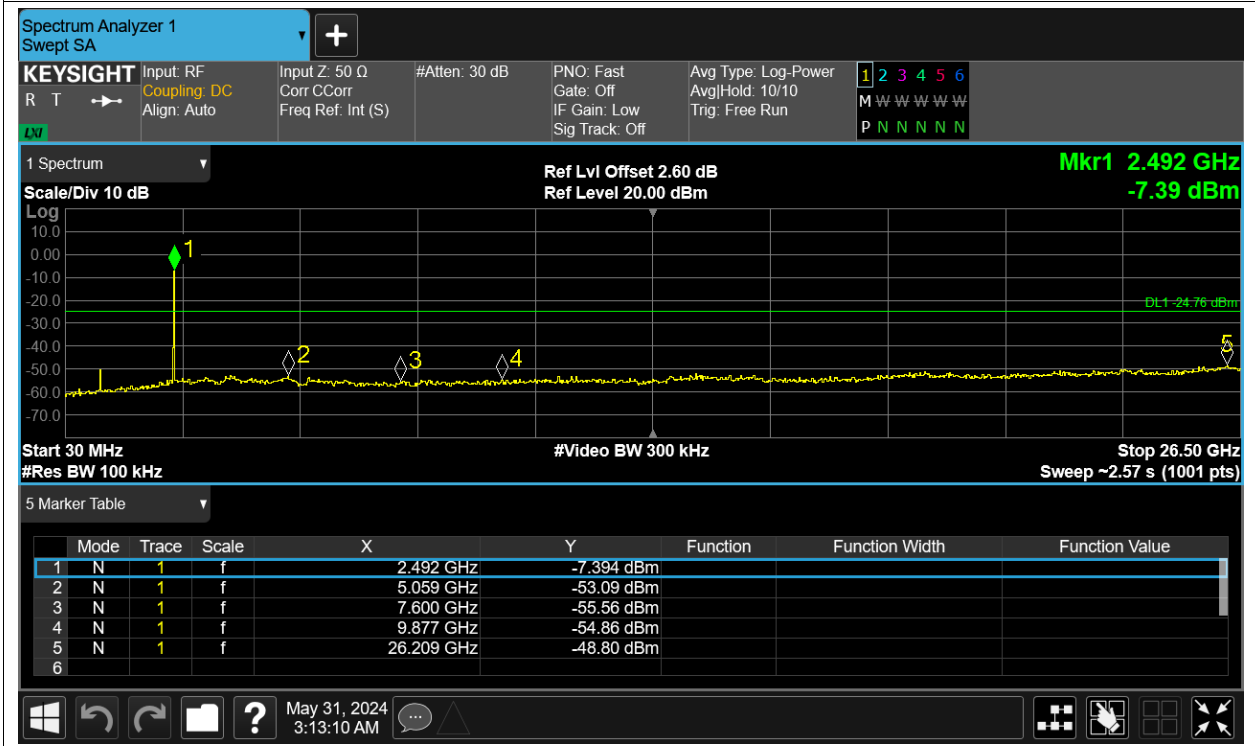 Spectrum Analyzer 1
Swept SA
+
KEYSIGHT Input: RF Input Z: 50 Ω #Atten: 30 dB PNO: Fast Avg Type: Log-Power 1 2 3 4 5 6
R T Coupling: DC Corr CCorr Gate: Off Avg|Hold: 10/10 M W W W W W
Align: Auto Freq Ref: Int (S) IF Gain: Low Trig: Free Run
LXI Sig Track: Off P N N N N N
1 Spectrum Ref Lvl Offset 2.60 dB Mkr1 2.492 GHz
Scale/Div 10 dB Ref Level 20.00 dBm -7.39 dBm
Log
10.0
0.00 1
-10.0
-20.0 DL1 -24.76 dBm
-30.0
-40.0 2 3 4 5
-50.0
-60.0
-70.0
Start 30 MHz #Video BW 300 kHz Stop 26.50 GHz
#Res BW 100 kHz Sweep ~2.57 s (1001 pts)
5 Marker Table
Mode Trace Scale X Y Function Function Width Function Value
1 N 1 f 2.492 GHz -7.394 dBm
2 N 1 f 5.059 GHz -53.09 dBm
3 N 1 f 7.600 GHz -55.56 dBm
4 N 1 f 9.877 GHz -54.86 dBm
5 N 1 f 26.209 GHz -48.80 dBm
6
? May 31, 2024
3:13:10 AM